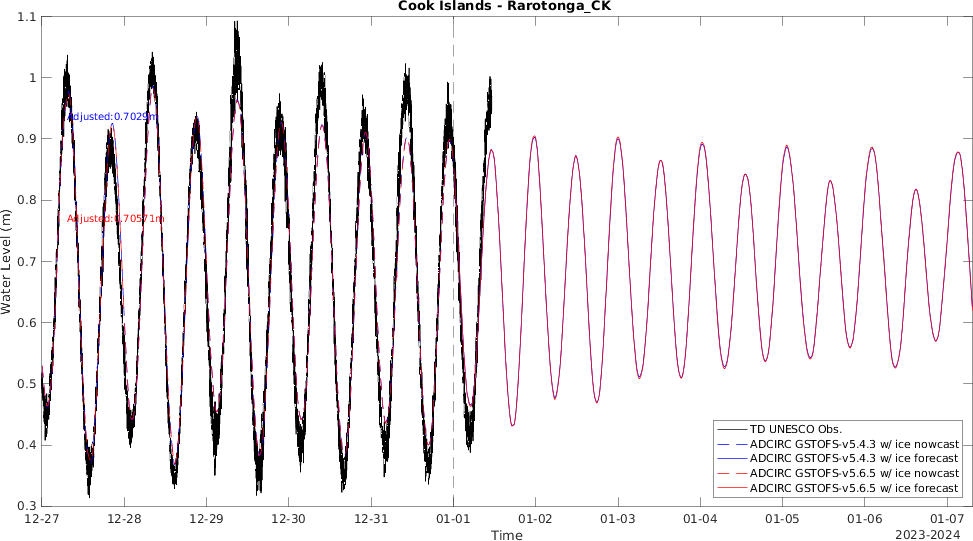 Cook Islands - Rarotonga_CK
1.1
1
0.9
0.8
0.7
0.6
0.5
0.4
0.3
Water Level (m)
Adjusted:0.7029m
Adjusted:0.70571m
TD UNESCO Obs.
ADCIRC GSTOFS-v5.4.3 w/ ice nowcast
ADCIRC GSTOFS-v5.4.3 w/ ice forecast
ADCIRC GSTOFS-v5.6.5 w/ ice nowcast
ADCIRC GSTOFS-v5.6.5 w/ ice forecast
12-27 12-28 12-29 12-30 12-31 01-01 01-02 01-03 01-04 01-05 01-06 01-07
Time
2023-2024